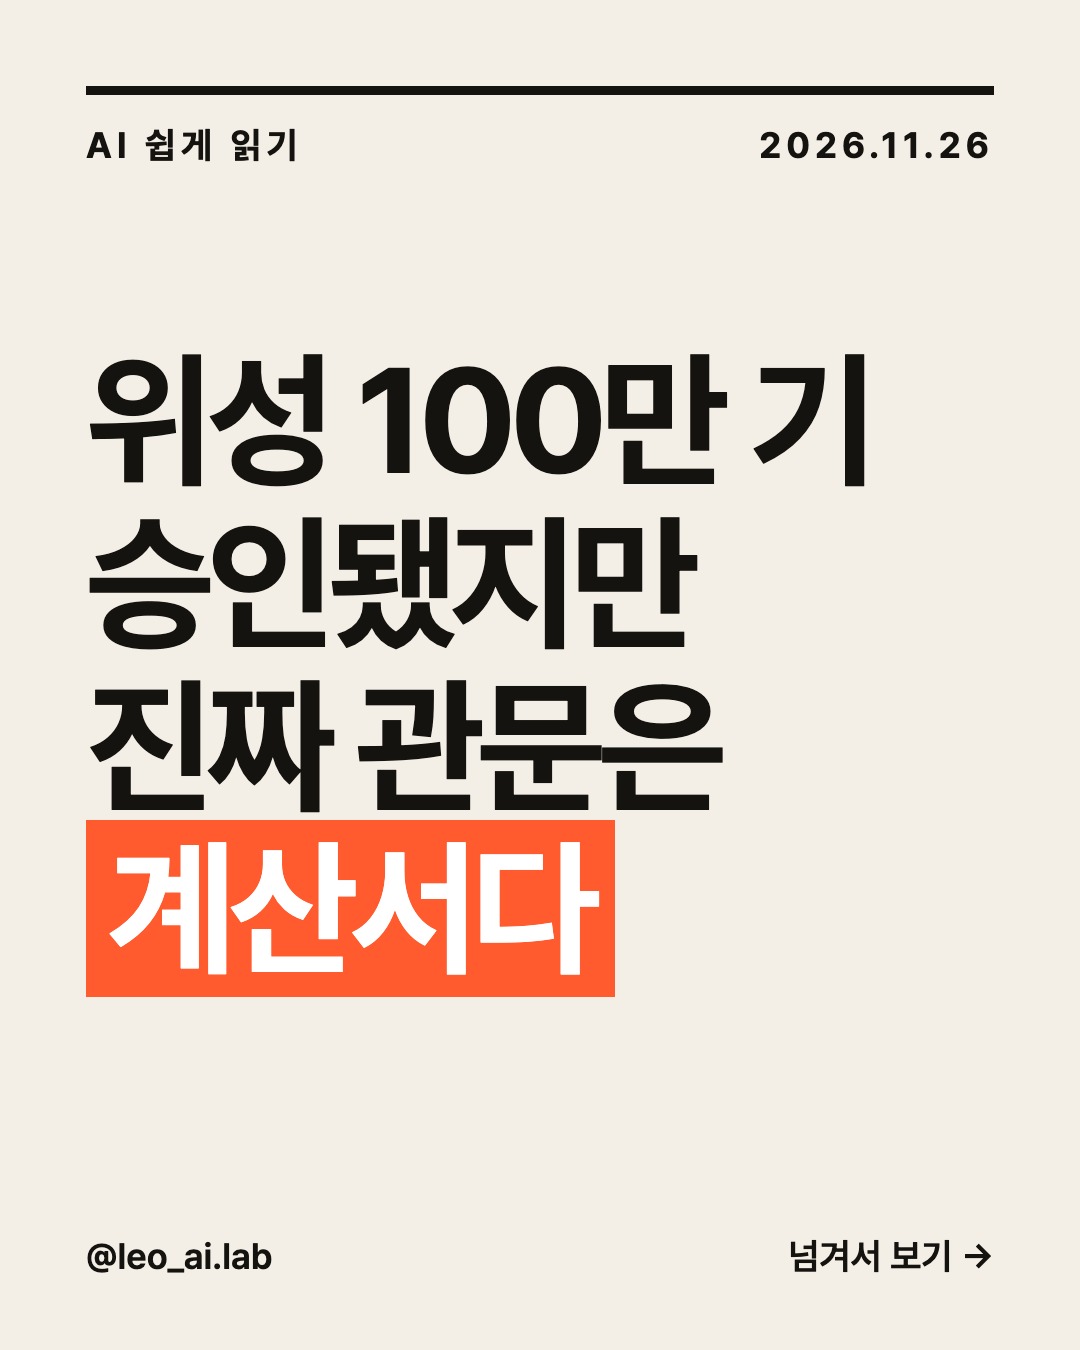 AI 쉽게 읽기
2026.11.26
위성 100만 기
승인됐지만
진짜 관문은
계산서다
@leo_ai.lab
넘겨서 보기 →